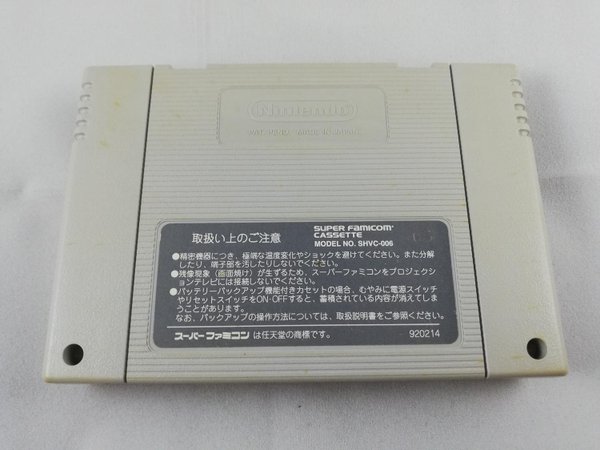 Nintendo
MADE IN JAPAN
取扱い上のご注意
SUPER FAMICOM
CASSETTE
MODEL NO. SHVC-006
●精密機器につき、極端な温度変化やショックを避けてください。また分解
したり、端子部を汚したりしないでください。
●残像現象(画面焼け)が生ずるため、スーパーファミコンをプロジェクシ
ョンテレビには接続しないでください。
●バッテリーバックアップ機能付きカセットの場合、むやみに電源スイッチ
やリセットスイッチをON・OFFすると、蓄積されている内容が消えてしま
うことがあります。
なお、バックアップの操作方法については、取扱説明書をご参照ください。
スーパーファミコン は任天堂の商標です。
920214